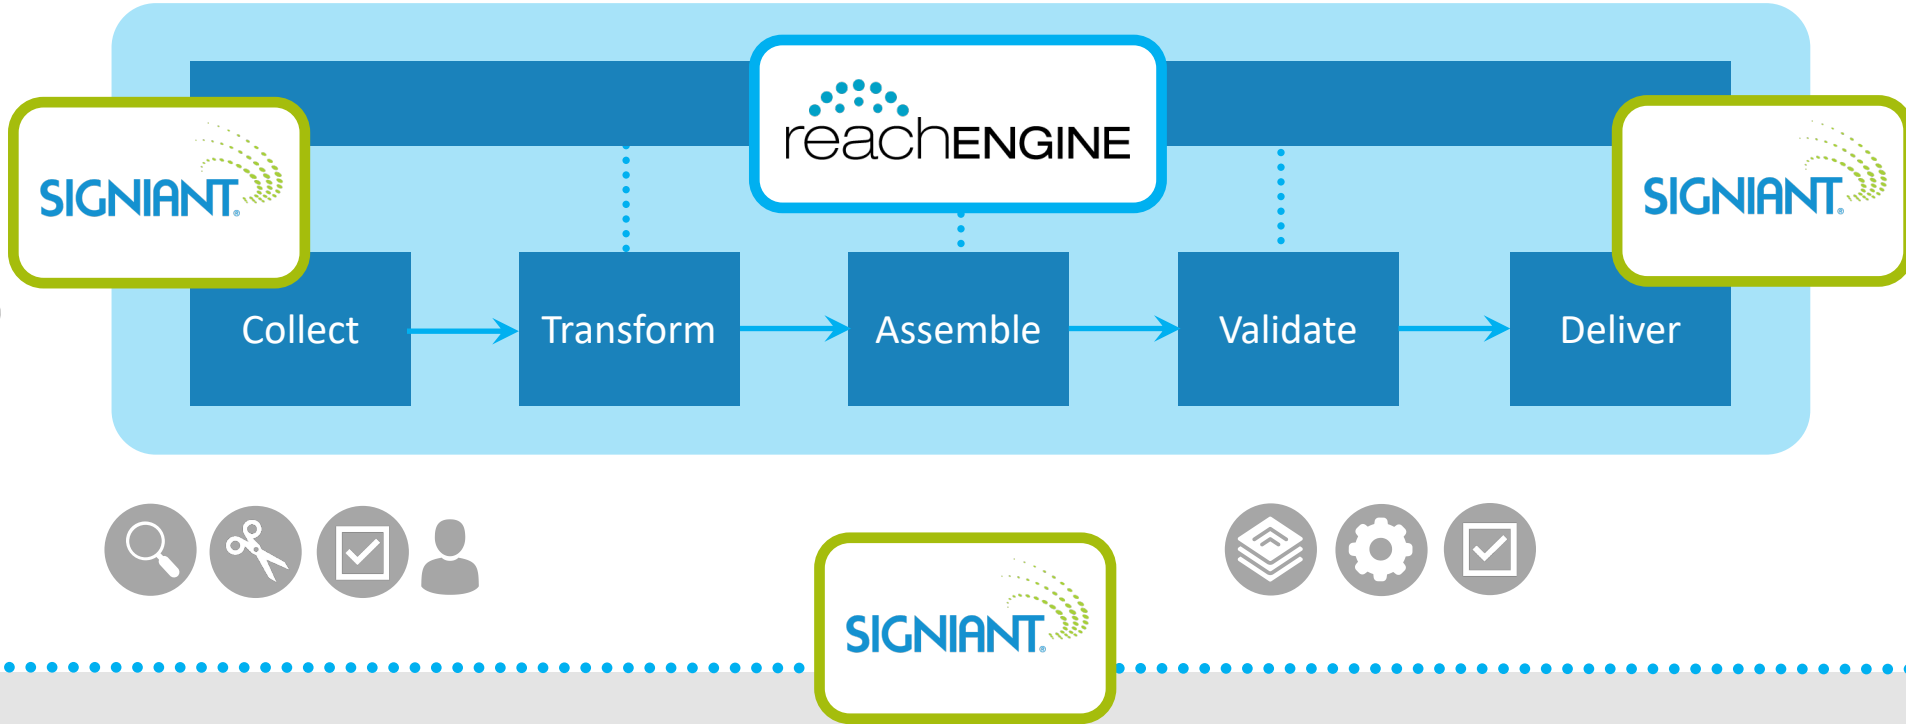 reachENGINE
SIGNIANT®
SIGNIANT®
Collect
Transform
Assemble
Validate
Deliver
SIGNIANT®